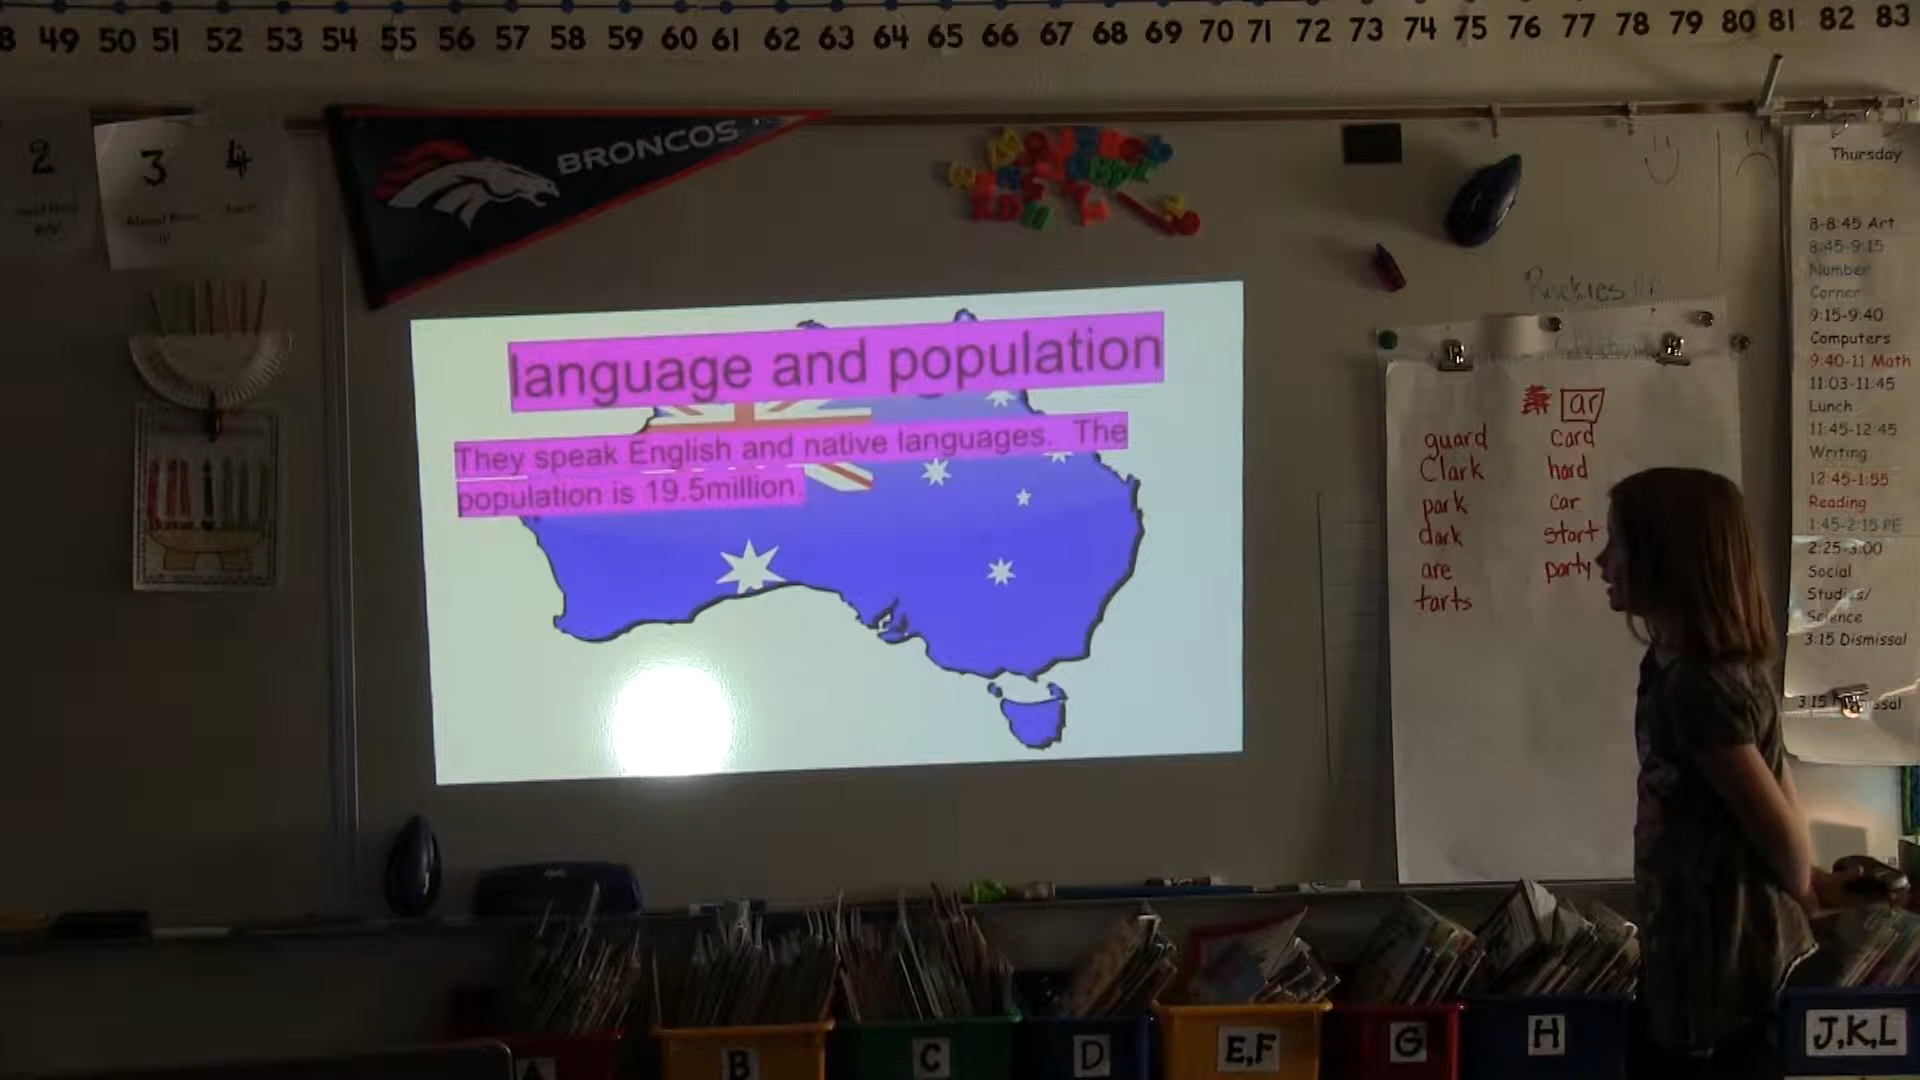 49 50 51 52 53 54 55 56 57 58 59 60 61 62 63 64 65 66 67 68 69 70 71 72 73 74 75 76 77 78 79 80 81 82 83
2
3 4
BRONCOS
language and population
They speak English and native languages. The
population is 19.5million.
Rockies
ar
guard card
Clark hard
park car
dark start
are party
tarts
Thursday
8-8:45 Art
8:45-9:15
Number
Corner
9:15-9:40
Computers
9:40-11 Math
11:03-11:45
Lunch
11:45-12:45
Writing
12:45-1:55
Reading
1:45-2:15 PE
2:25-3:00
Social
Studies/
Science
3:15 Dismissal
3:15
A
B
C
D
E,F
G
H
J,K,L